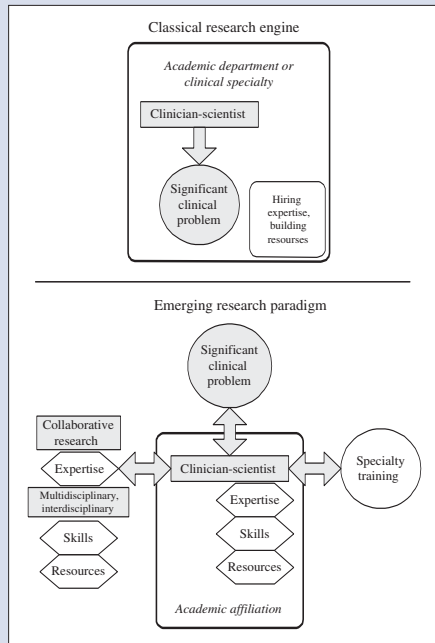 Classical research engine
Academic department or
clinical specialty
Clinician-scientist
Significant
clinical
problem
Hiring
expertise,
building
resourses
Emerging research paradigm
Significant
clinical
problem
Collaborative
research
Expertise
Multidisciplinary,
interdisciplinary
Skills
Resources
Clinician-scientist
Expertise
Skills
Resources
Academic affiliation
Specialty
training